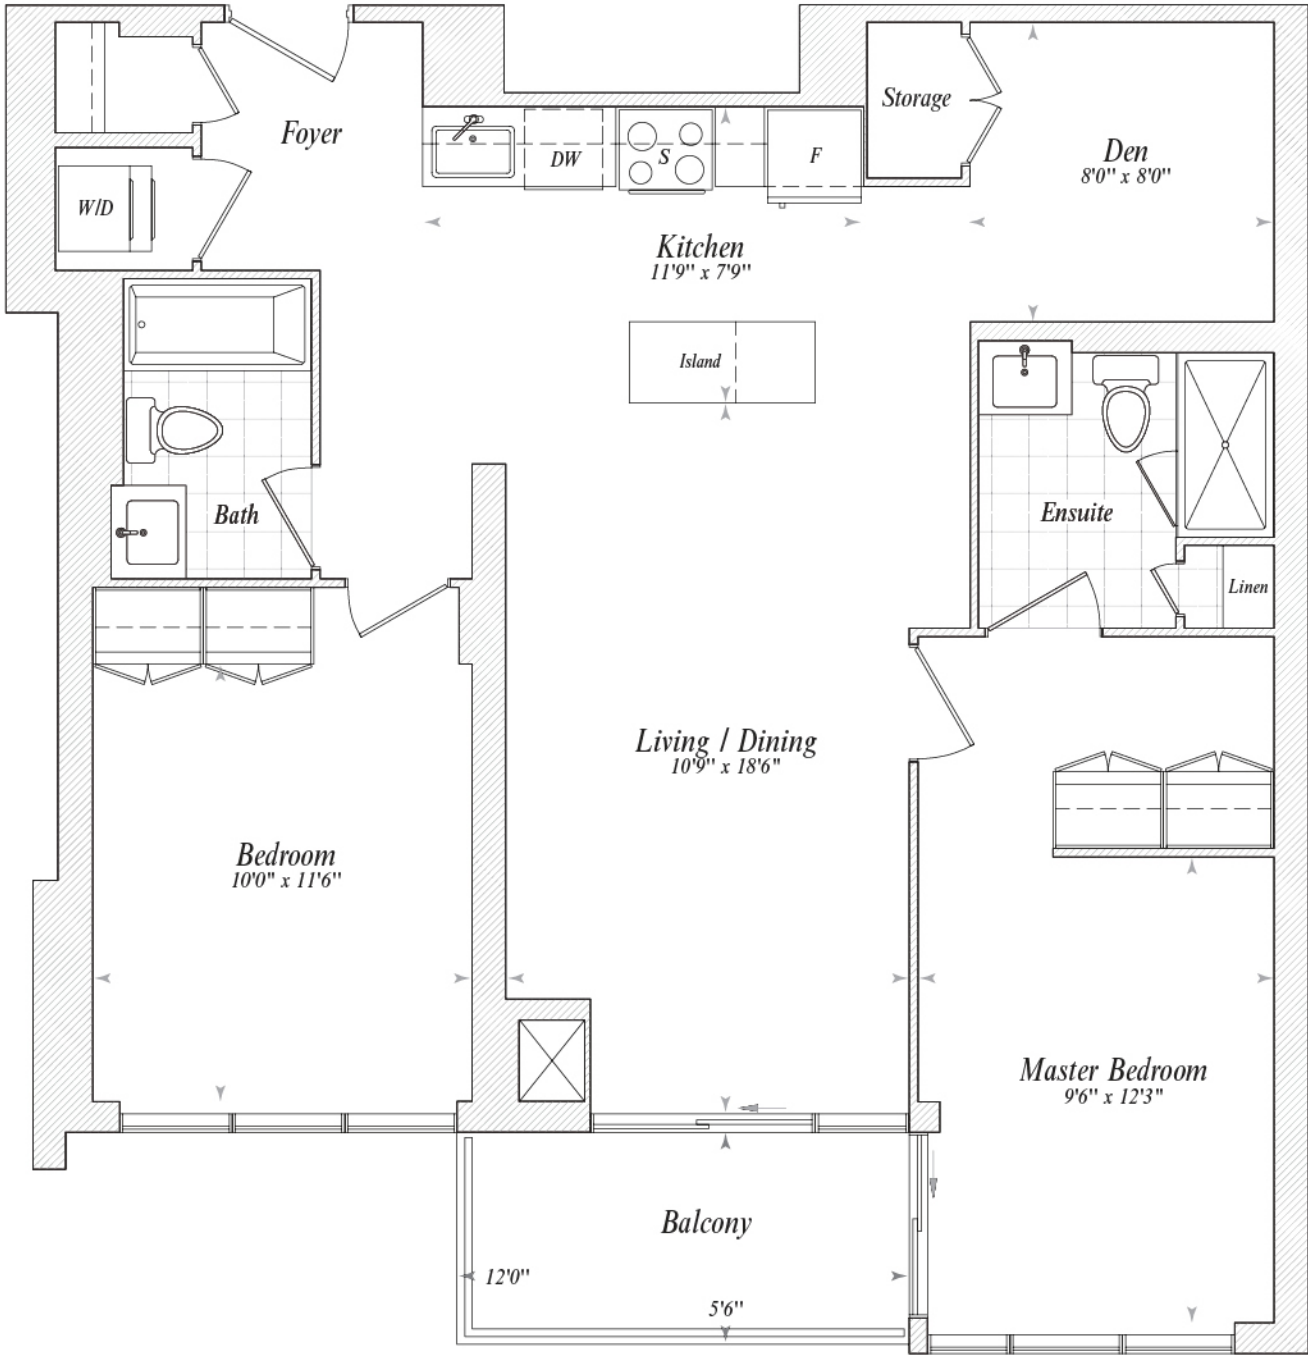 Storage
Foyer
DW
S
F
Den
8'0" x 8'0"
W/D
Kitchen
11'9" x 7'9"
Island
Bath
Ensuite
Linen
Living / Dining
10'9" x 18'6"
Bedroom
10'0" x 11'6"
Master Bedroom
9'6" x 12'3"
Balcony
12'0"
5'6"